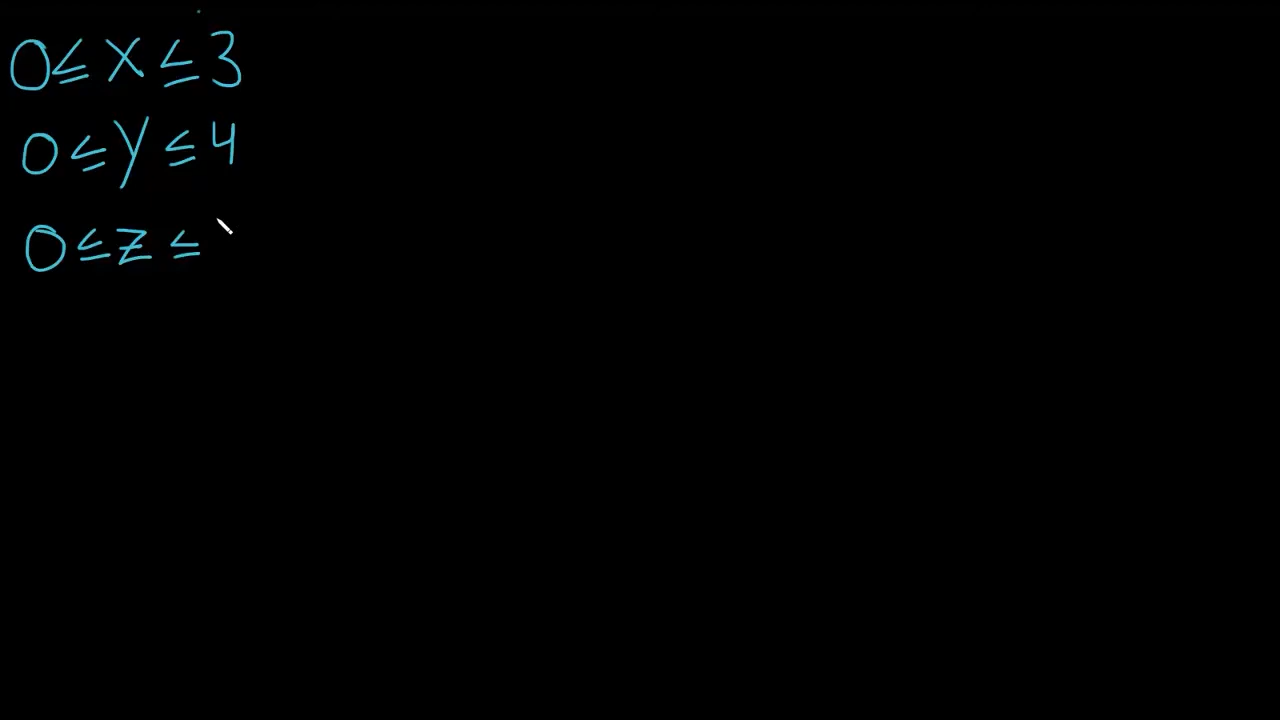 0 ≤ x ≤ 3
0 ≤ y ≤ 4
0 ≤ z ≤